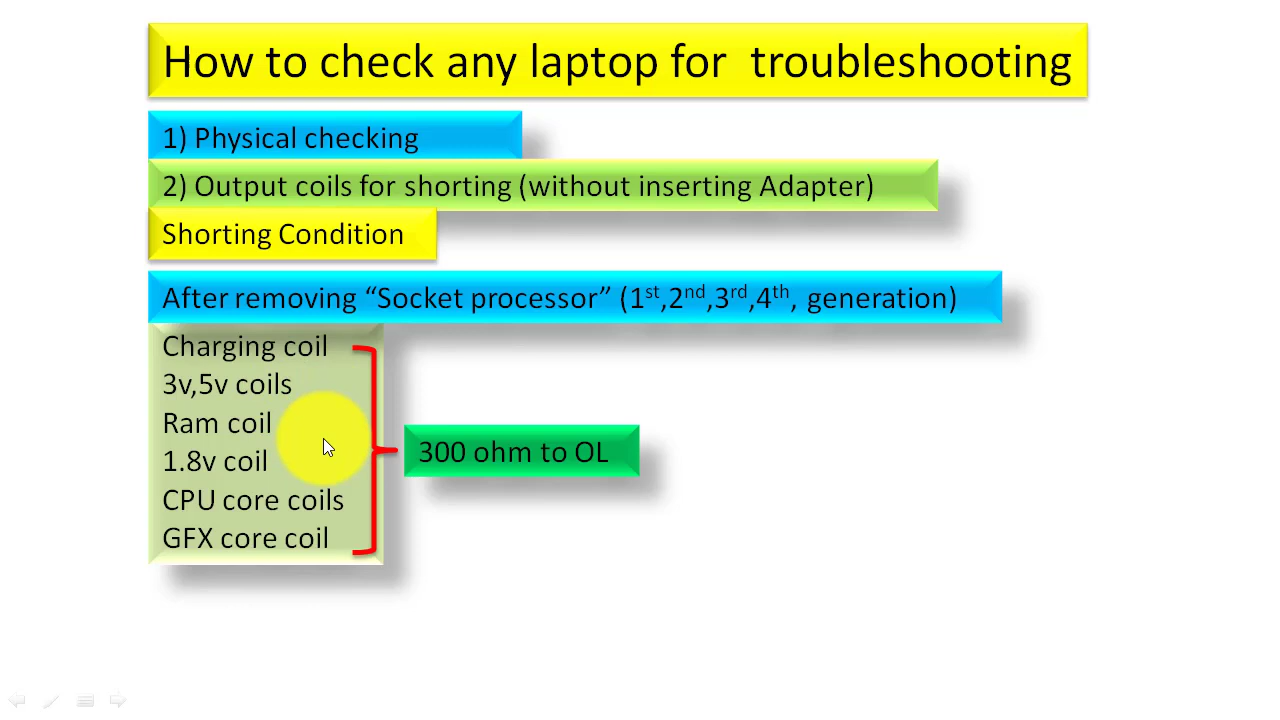 How to check any laptop for troubleshooting
1) Physical checking
2) Output coils for shorting (without inserting Adapter)
Shorting Condition
After removing “Socket processor” (1st,2nd,3rd,4th, generation)
Charging coil
3v,5v coils
Ram coil
1.8v coil
CPU core coils
GFX core coil
300 ohm to OL